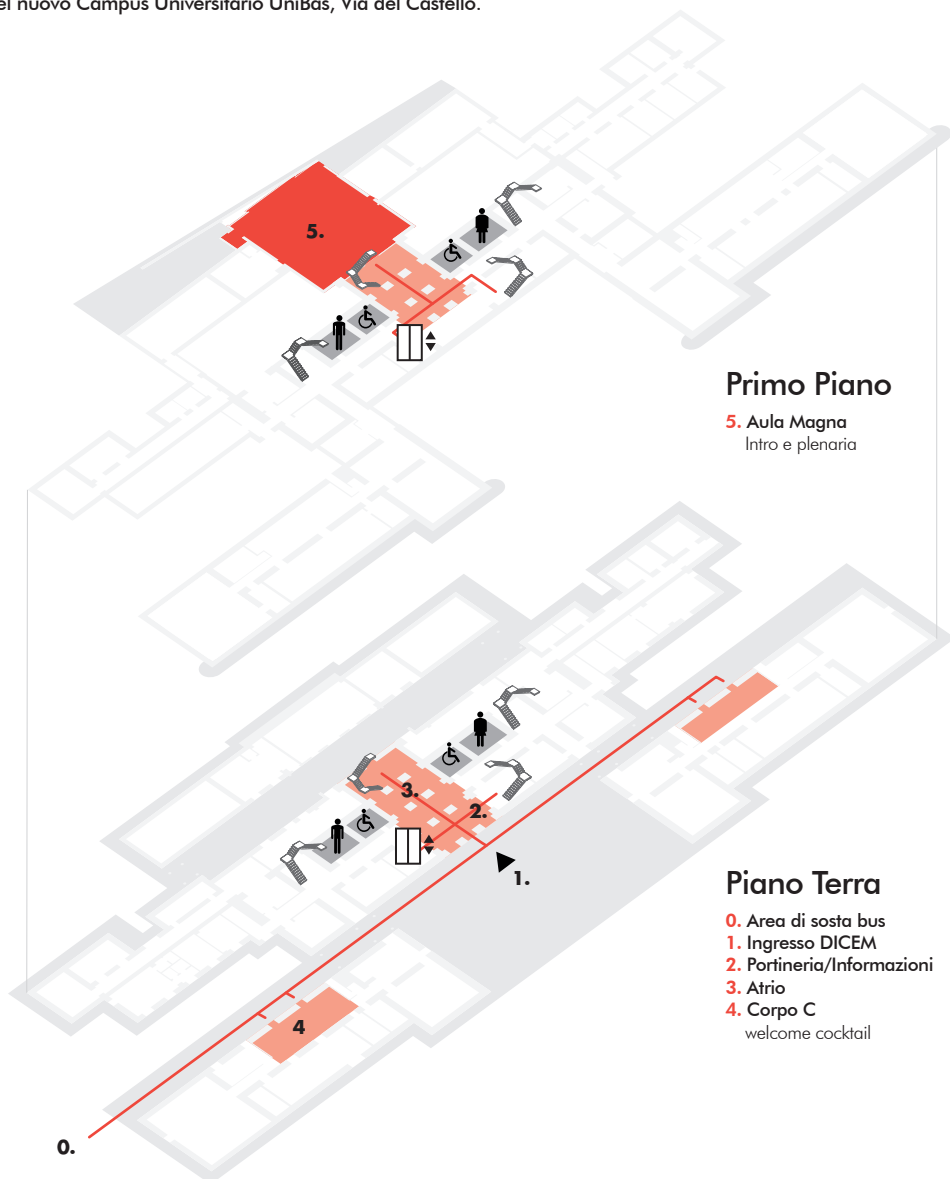 el nuovo Campus Universitario UniBas, Via del Castello.
5.
Primo Piano
5. Aula Magna
Intro e plenaria
3.
2.
1.
4
0.
Piano Terra
0. Area di sosta bus
1. Ingresso DICEM
2. Portineria/Informazioni
3. Atrio
4. Corpo C
welcome cocktail